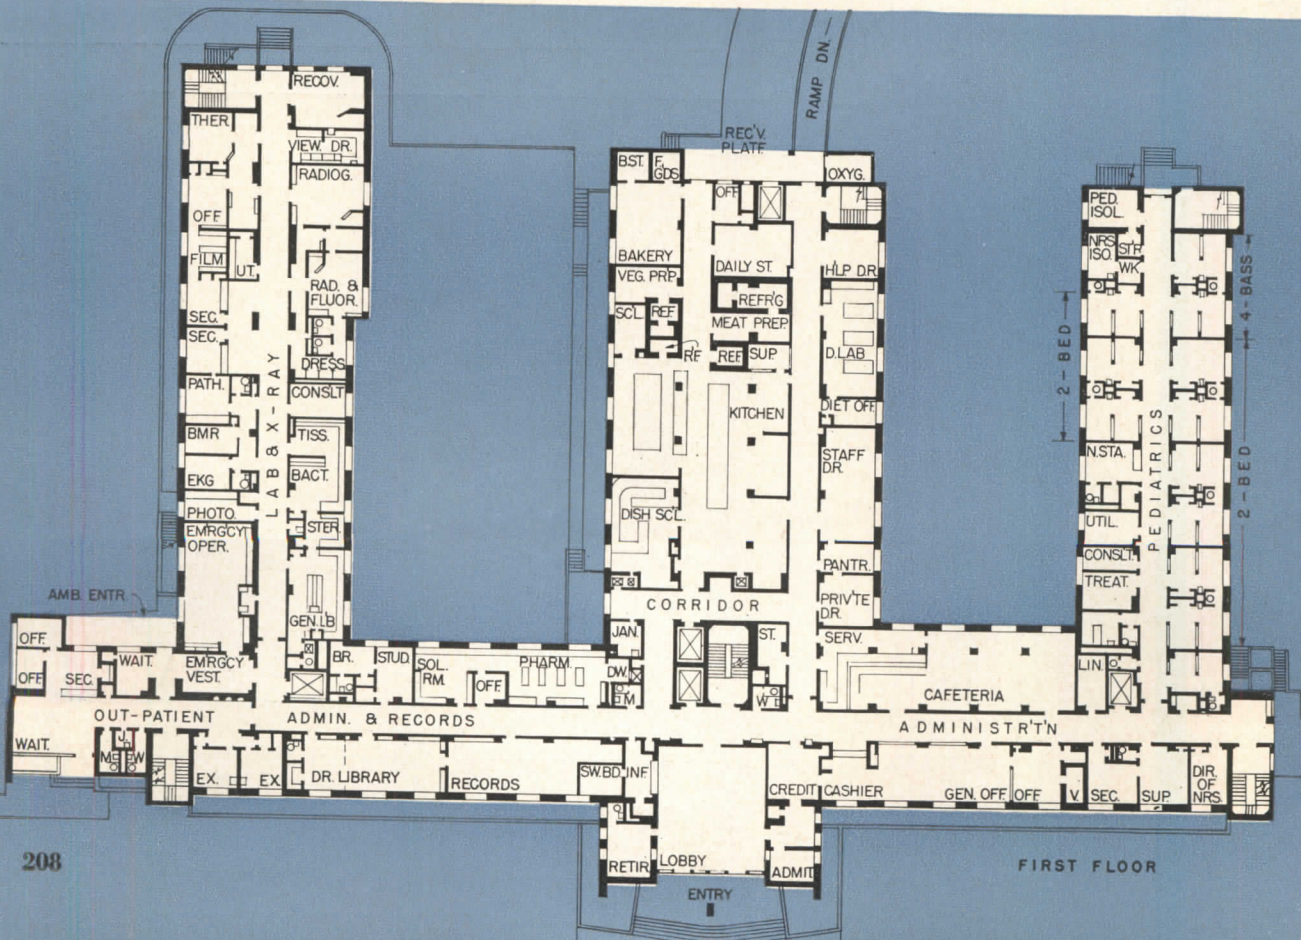 RECOV.
THER.
VIEW. DR.
RADIOG.
OFF.
FILM
UT.
RAD. &
FLUOR.
SEC.
SEC.
DRESS.
PATH.
CONSLT.
BMR
TISS.
EKG
BACT.
PHOTO.
STER.
EMRGCY
OPER.
LAB & X-RAY
GEN. LB.
AMB. ENTR.
OFF.
OFF.
SEC.
WAIT.
EMRGCY
VEST.
WAIT.
OUT-PATIENT
M
J.
W
EX.
EX.
BR.
STUD.
SOL.
RM.
OFF.
PHARM.
ADMIN. & RECORDS
DR. LIBRARY
RECORDS
SW.BD.
INF.
RETIR.
LOBBY
ENTRY
CREDIT
ADMIT.
RAMP DN.
REC'V.
PLATF.
BST.
F.
GDS.
OFF.
OXYG.
BAKERY
DAILY ST.
HLP D.R.
VEG. PRP.
REFR'G
SCL.
REF.
MEAT PREP.
RF.
REF.
SUP.
D. LAB
KITCHEN
DIET OFF.
STAFF
D.R.
DISH SCL.
PANTR.
CORRIDOR
PRIV'TE
D.R.
JAN.
ST.
DW.
M
W
SERV.
CAFETERIA
ADMINISTR'T'N
CASHIER
GEN. OFF.
OFF.
V.
SEC.
SUP.
DIR.
OF
NRS.
PED.
ISOL.
NRS.
ISO.
STR.
WK.
4-BASS.
2-BED
2-BED
N.STA.
PEDIATRICS
UTIL.
CONSLT.
TREAT.
LIN.
FIRST FLOOR
208